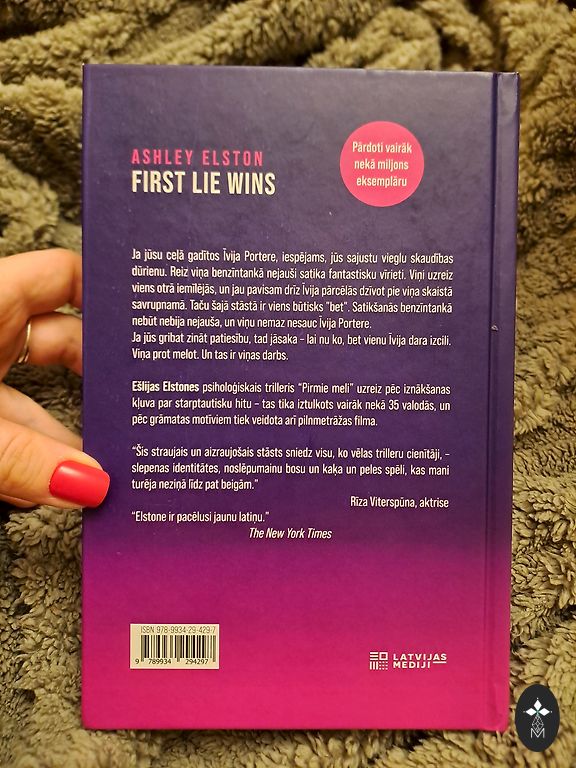 ASHLEY ELSTON
FIRST LIE WINS
Pārdoti vairāk
nekā miljons
eksemplāru
Ja jūsu ceļā gadītos Īvija Portere, iespējams, jūs sajustu vieglu skaudības
dūrienu. Reiz viņa benzīntankā nejauši satika fantastisku vīrieti. Viņi uzreiz
viens otrā iemīlējās, un jau pavisam drīz Īvija pārcēlās dzīvot pie viņa skaistā
savrupnamā. Taču šajā stāstā ir viens būtisks "bet". Satikšanās benzīntankā
nebūt nebija nejauša, un viņu nemaz nesauc Īvija Portere.
Ja jūs gribat zināt patiesību, tad jāsaka – lai nu ko, bet vienu Īvija dara izcili.
Viņa prot melot. Un tas ir viņas darbs.
Ešlijas Elstones psiholoģiskais trilleris "Pirmie meli" uzreiz pēc iznākšanas
kļuva par starptautisku hitu – tas tika iztulkots vairāk nekā 35 valodās, un
pēc grāmatas motīviem tiek veidota arī pilnmetrāžas filma.
"Šis straujais un aizraujošais stāsts sniedz visu, ko vēlas trilleru cienītāji, –
slepenas identitātes, noslēpumainu bosu un kaķa un peles spēli, kas mani
turēja neziņā līdz pat beigām."
Rīza Viterspūna, aktrise
"Elstone ir pacēlusi jaunu latiņu."
The New York Times
ISBN 978-9934-29-429-7
9 789934 294297
LATVIJAS
MEDIJI
M